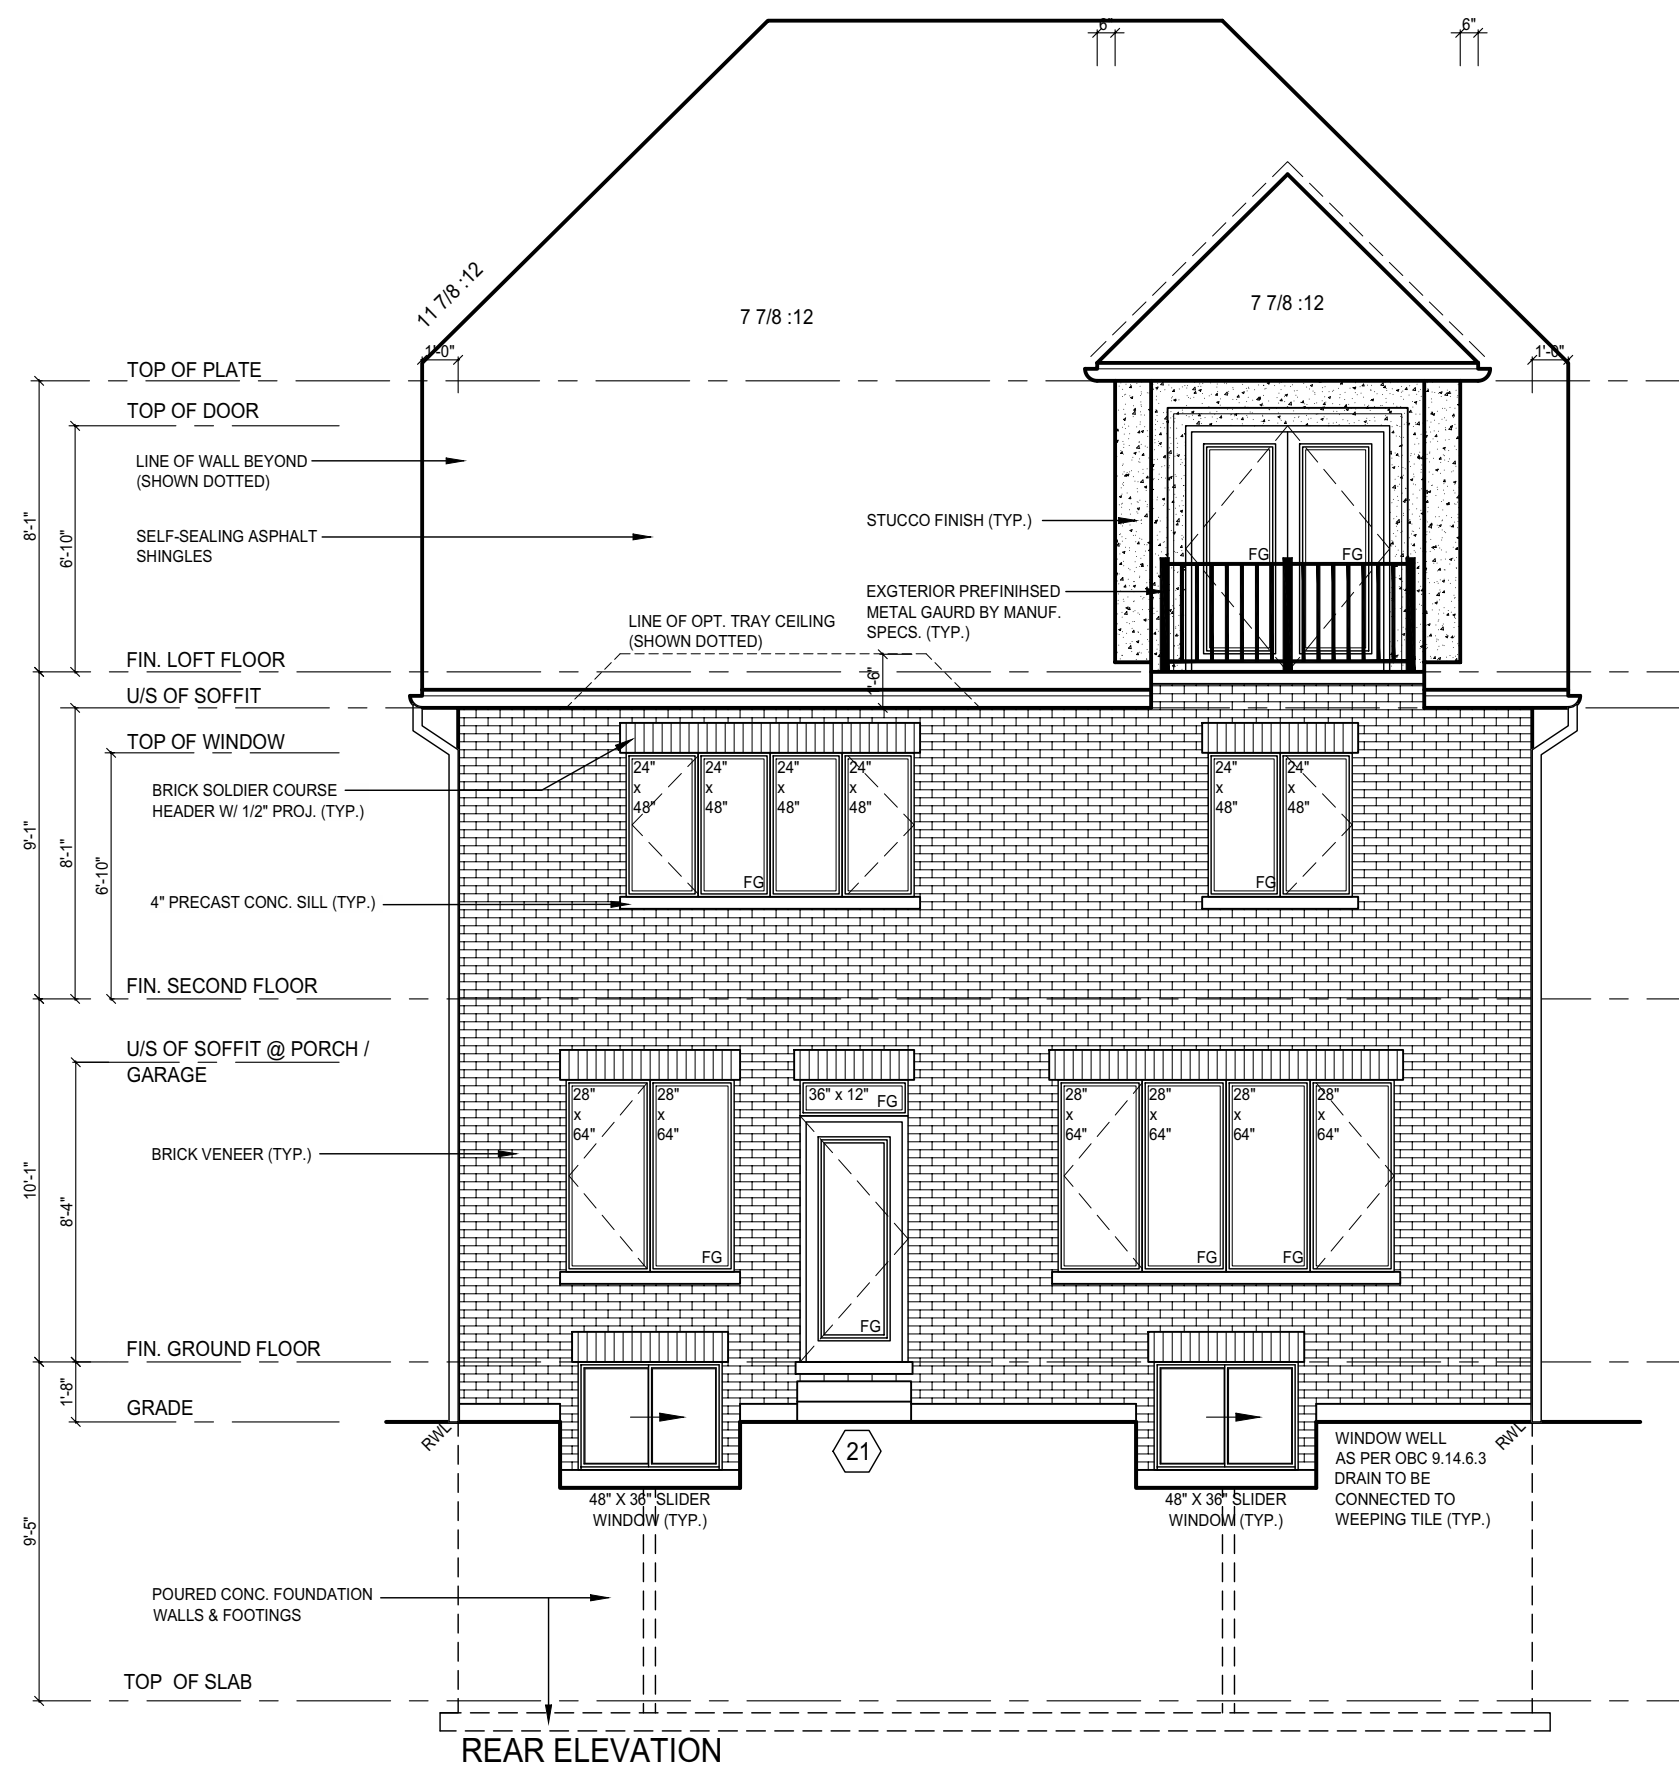 6"
6"
11 7/8 :12
7 7/8 :12
7 7/8 :12
1'-0"
1'-0"
TOP OF PLATE
TOP OF DOOR
LINE OF WALL BEYOND
(SHOWN DOTTED)
SELF-SEALING ASPHALT
SHINGLES
8'-1"
6'-10"
STUCCO FINISH (TYP.)
FG
FG
EXGTERIOR PREFINIHSED
METAL GAURD BY MANUF.
SPECS. (TYP.)
LINE OF OPT. TRAY CEILING
(SHOWN DOTTED)
FIN. LOFT FLOOR
U/S OF SOFFIT
TOP OF WINDOW
BRICK SOLDIER COURSE
HEADER W/ 1/2" PROJ. (TYP.)
9'-1"
8'-1"
6'-10"
4" PRECAST CONC. SILL (TYP.)
24"
x
48"
24"
x
48"
FG
24"
x
48"
24"
x
48"
24"
x
48"
FG
24"
x
48"
FIN. SECOND FLOOR
U/S OF SOFFIT @ PORCH /
GARAGE
BRICK VENEER (TYP.)
10'-1"
8'-4"
28"
x
64"
28"
x
64"
FG
36" x 12"
FG
FG
28"
x
64"
28"
x
64"
FG
28"
x
64"
FG
28"
x
64"
FIN. GROUND FLOOR
1'-8"
GRADE
RWL
RWL
21
48" X 36" SLIDER
WINDOW (TYP.)
48" X 36" SLIDER
WINDOW (TYP.)
WINDOW WELL
AS PER OBC 9.14.6.3
DRAIN TO BE
CONNECTED TO
WEEPING TILE (TYP.)
9'-5"
POURED CONC. FOUNDATION
WALLS & FOOTINGS
TOP OF SLAB
REAR ELEVATION